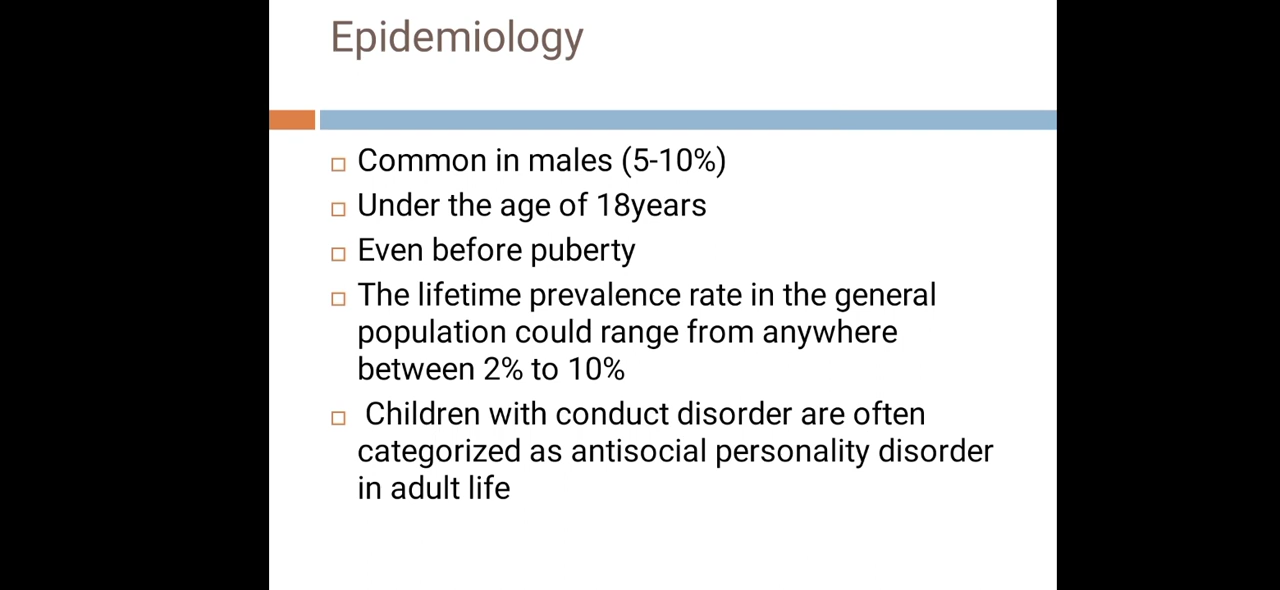 Epidemiology
Common in males (5-10%)
Under the age of 18years
Even before puberty
The lifetime prevalence rate in the general
population could range from anywhere
between 2% to 10%
Children with conduct disorder are often
categorized as antisocial personality disorder
in adult life